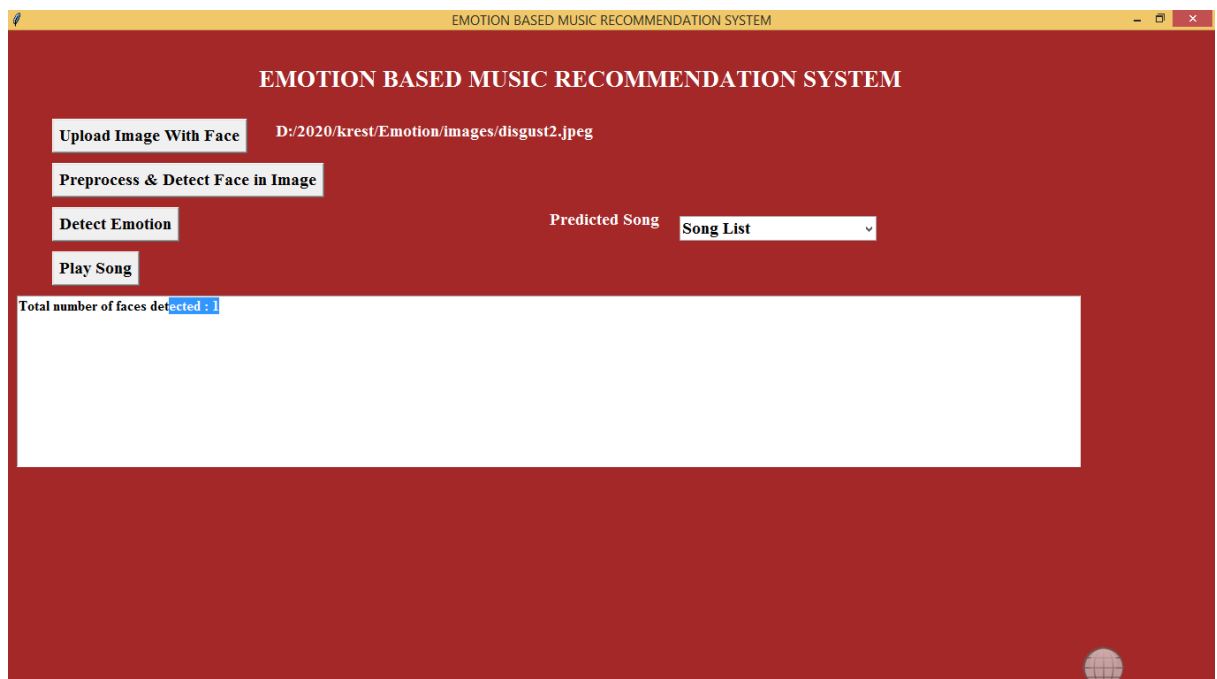 EMOTION BASED MUSIC RECOMMENDATION SYSTEM
EMOTION BASED MUSIC RECOMMENDATION SYSTEM
Upload Image With Face D:/2020/krest/Emotion/images/disgust2.jpeg
Preprocess & Detect Face in Image
Detect Emotion Predicted Song Song List
Play Song
Total number of faces detected : 1